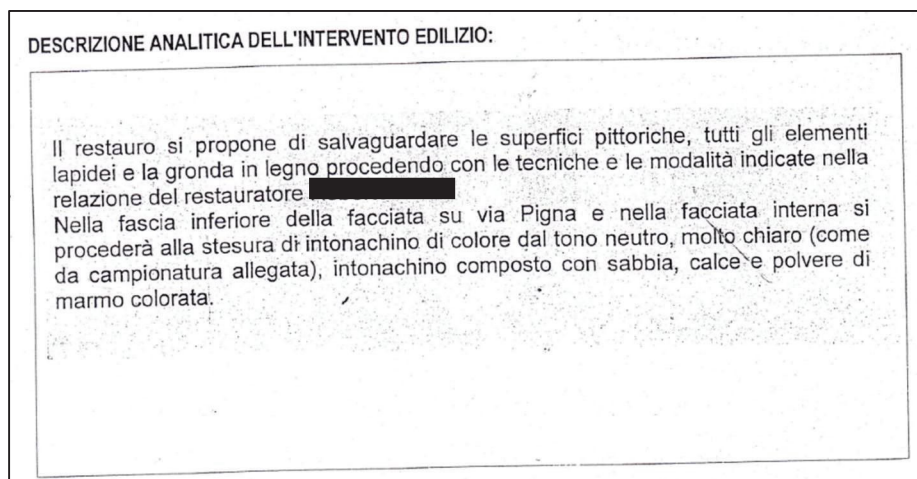 DESCRIZIONE ANALITICA DELL'INTERVENTO EDILIZIO:
Il restauro si propone di salvaguardare le superfici pittoriche, tutti gli elementi
lapidei e la gronda in legno procedendo con le tecniche e le modalità indicate nella
relazione del restauratore
Nella fascia inferiore della facciata su via Pigna e nella facciata interna si
procederà alla stesura di intonachino di colore dal tono neutro, molto chiaro (come
da campionatura allegata), intonachino composto con sabbia, calce e polvere di
marmo colorata.